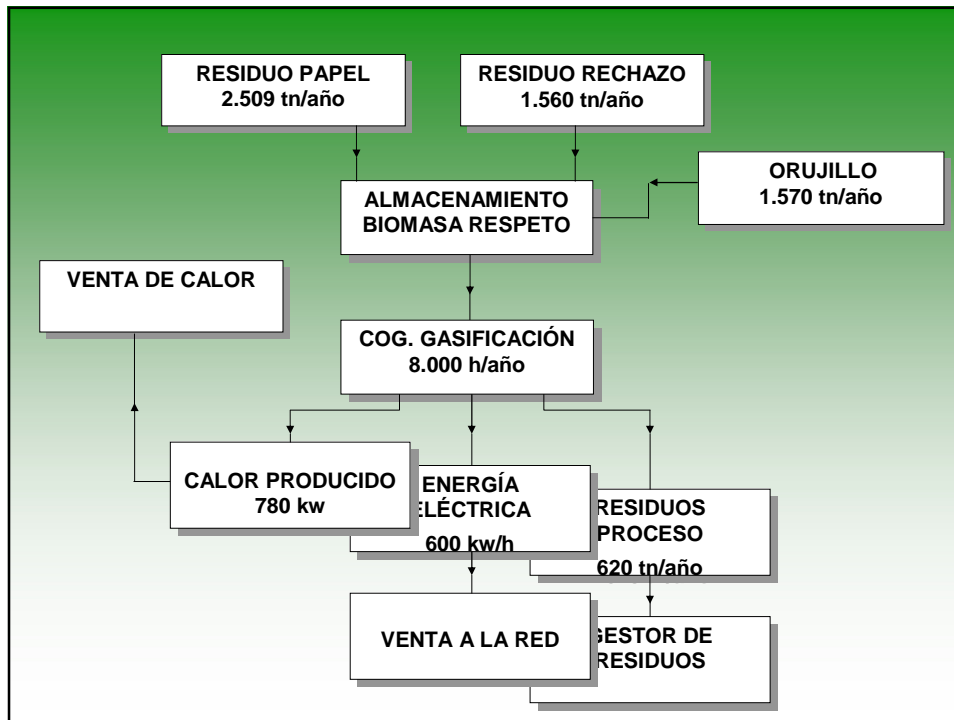 RESIDUO PAPEL
2.509 tn/año
RESIDUO RECHAZO
1.560 tn/año
ORUJILLO
1.570 tn/año
ALMACENAMIENTO
BIOMASA RESPETO
VENTA DE CALOR
COG. GASIFICACIÓN
8.000 h/año
CALOR PRODUCIDO
780 kw
ENERGÍA
ELÉCTRICA
600 kw/h
RESIDUOS
PROCESO
620 tn/año
VENTA A LA RED
GESTOR DE
RESIDUOS